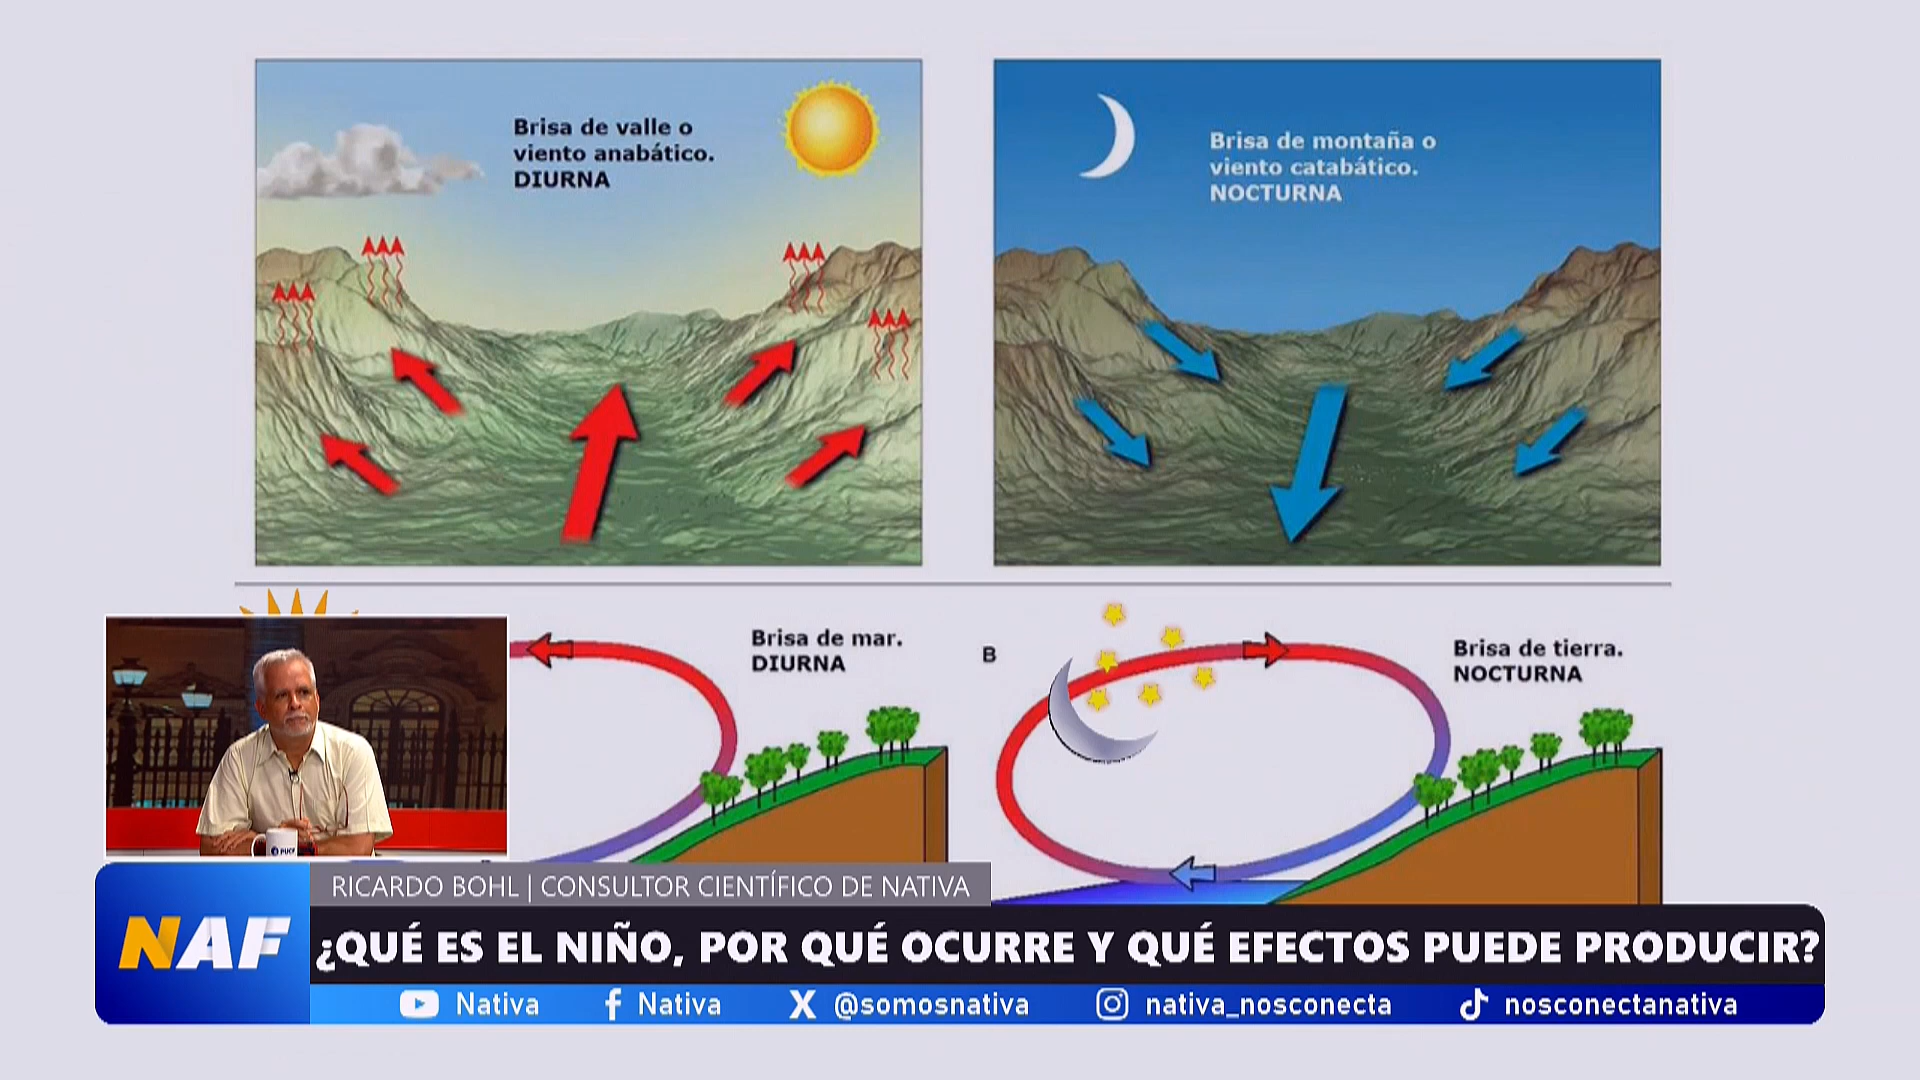 Brisa de valle o
viento anabático.
DIURNA
Brisa de montaña o
viento catabático.
NOCTURNA
Brisa de mar.
DIURNA
B
Brisa de tierra.
NOCTURNA
PUCP
RICARDO BOHL | CONSULTOR CIENTÍFICO DE NATIVA
NAF
¿QUÉ ES EL NIÑO, POR QUÉ OCURRE Y QUÉ EFECTOS PUEDE PRODUCIR?
Nativa
Nativa
@somosnativa
nativa_nosconecta
nosconectanativa